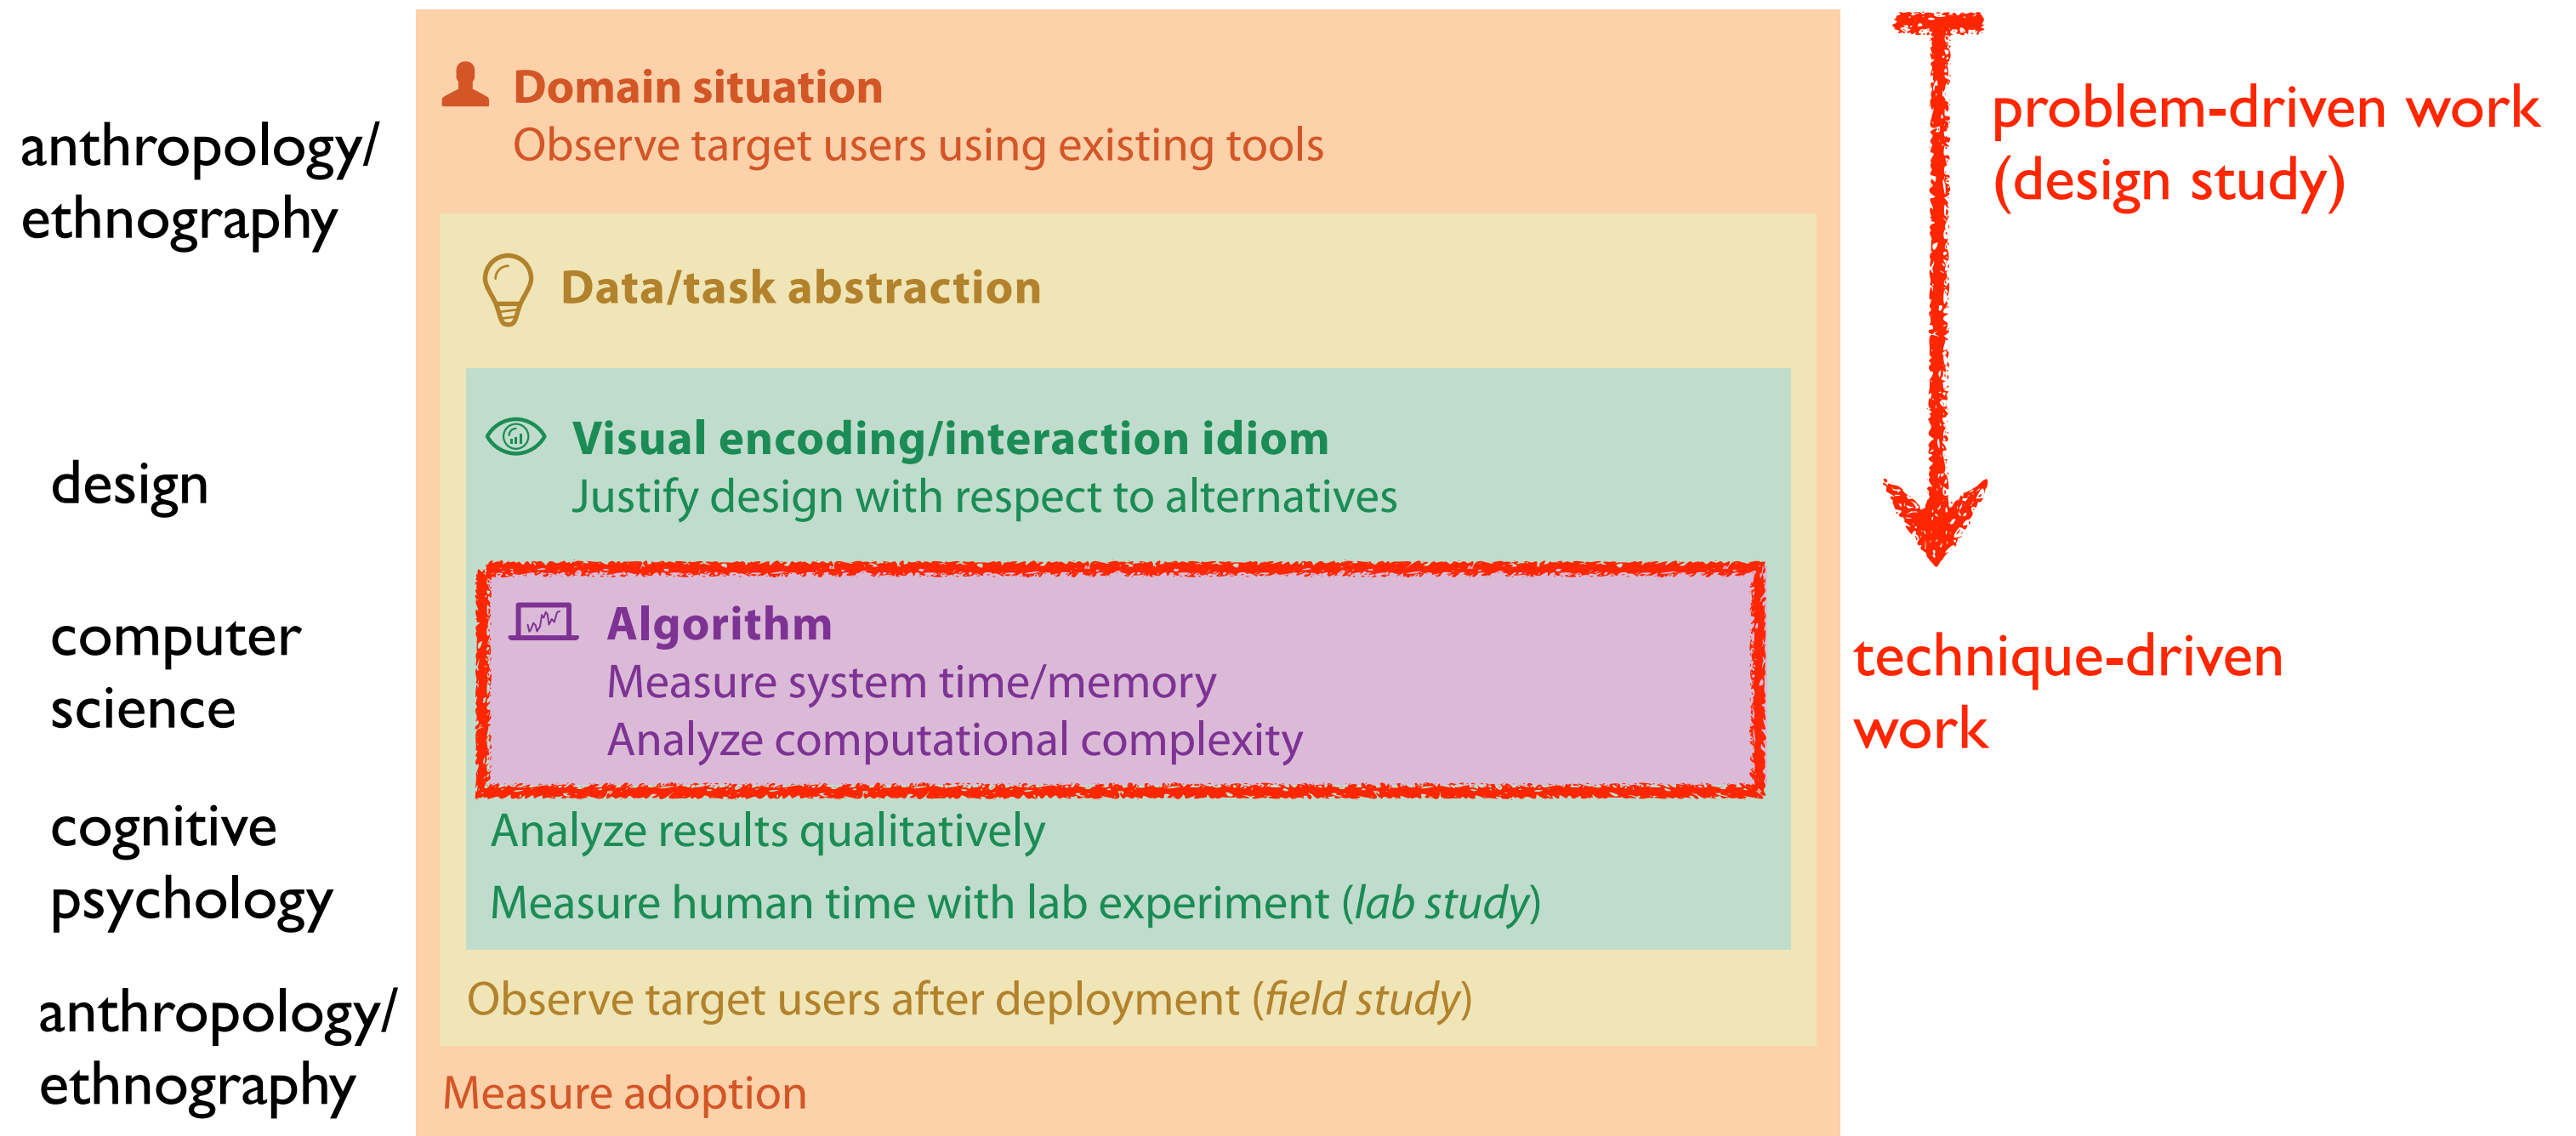 anthropology/
ethnography
design
computer
science
cognitive
psychology
anthropology/
ethnography
Domain situation
Observe target users using existing tools
Data/task abstraction
Visual encoding/interaction idiom
Justify design with respect to alternatives
Algorithm
Measure system time/memory
Analyze computational complexity
Analyze results qualitatively
Measure human time with lab experiment (lab study)
Observe target users after deployment (field study)
Measure adoption
problem-driven work
(design study)
technique-driven
work